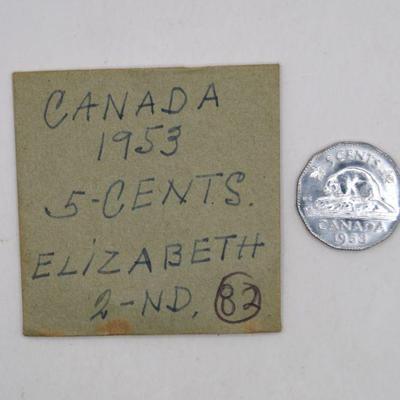 CANADA
1953
5-CENTS.
ELIZABETH
2-ND. 82
5 CENTS
CANADA
1953